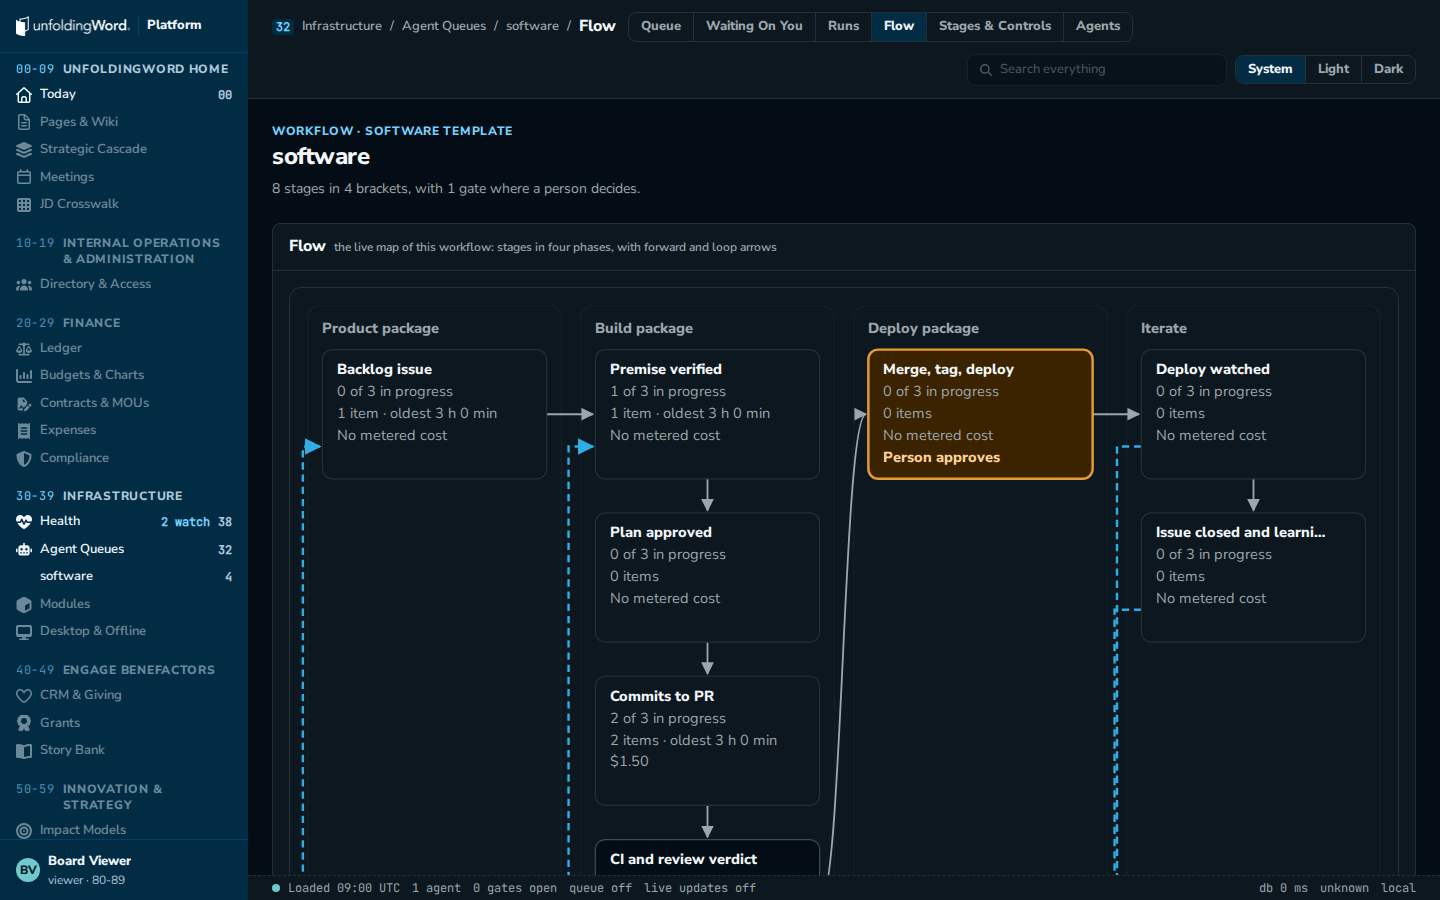 unfoldingWord Platform
00-09 UNFOLDINGWORD HOME
Today 00
Pages & Wiki
Strategic Cascade
Meetings
JD Crosswalk
10-19 INTERNAL OPERATIONS
& ADMINISTRATION
Directory & Access
20-29 FINANCE
Ledger
Budgets & Charts
Contracts & MOUs
Expenses
Compliance
30-39 INFRASTRUCTURE
Health 2 watch 38
Agent Queues 32
software 4
Modules
Desktop & Offline
40-49 ENGAGE BENEFACTORS
CRM & Giving
Grants
Story Bank
50-59 INNOVATION &
STRATEGY
Impact Models
BV Board Viewer
viewer · 80-89
32 Infrastructure / Agent Queues / software / Flow
Queue Waiting On You Runs Flow Stages & Controls Agents
Search everything
System Light Dark
WORKFLOW · SOFTWARE TEMPLATE
software
8 stages in 4 brackets, with 1 gate where a person decides.
Flow the live map of this workflow: stages in four phases, with forward and loop arrows
Product package
Backlog issue
0 of 3 in progress
1 item · oldest 3 h 0 min
No metered cost
Build package
Premise verified
1 of 3 in progress
1 item · oldest 3 h 0 min
No metered cost
Plan approved
0 of 3 in progress
0 items
No metered cost
Commits to PR
2 of 3 in progress
2 items · oldest 3 h 0 min
$1.50
CI and review verdict
Deploy package
Merge, tag, deploy
0 of 3 in progress
0 items
No metered cost
Person approves
Iterate
Deploy watched
0 of 3 in progress
0 items
No metered cost
Issue closed and learni...
0 of 3 in progress
0 items
No metered cost
Loaded 09:00 UTC 1 agent 0 gates open queue off live updates off
db 0 ms unknown local